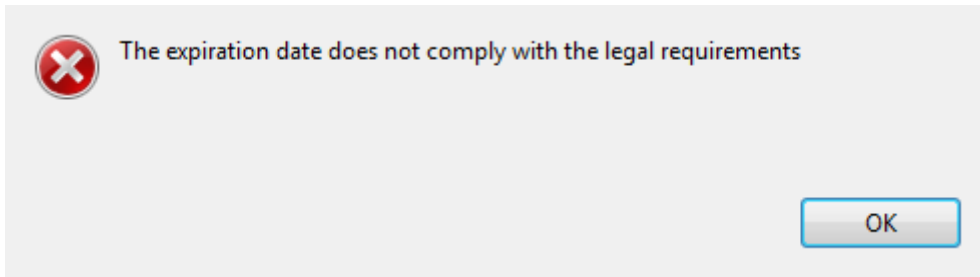 The expiration date does not comply with the legal requirements
OK